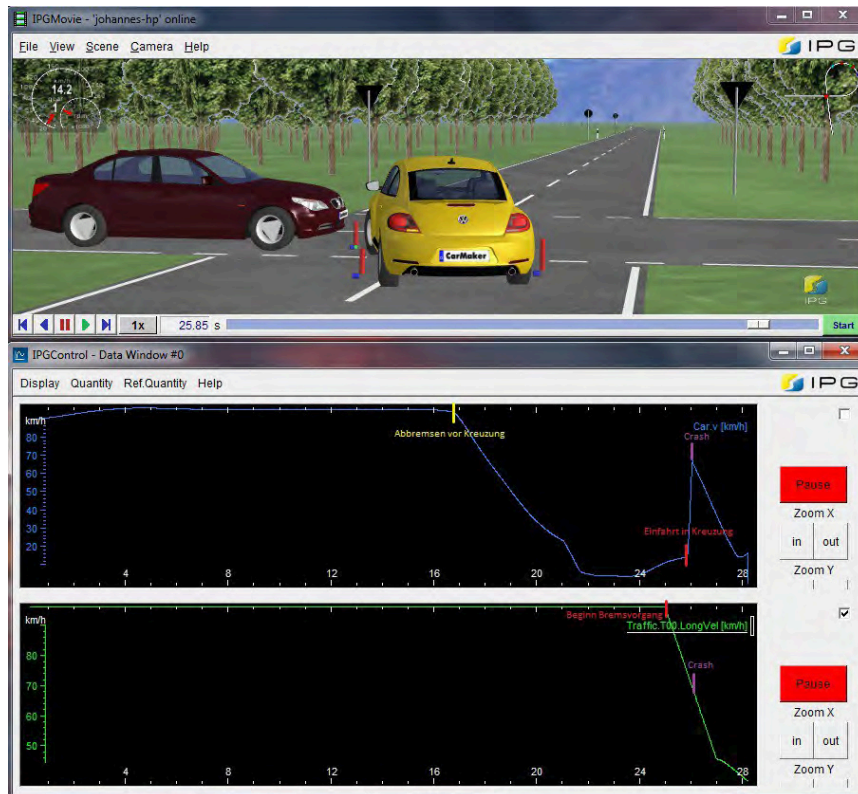 IPGMovie - 'johannes-hp' online
File View Scene Camera Help
IPG
km/h
14.2
CarMaker
IPG
1x 25.85 s Start
IPGControl - Data Window #0
Display Quantity Ref.Quantity Help
IPG
km/h
Car.v [km/h]
Abbremsen vor Kreuzung
Crash
80
70
60
50
40
30
20
Einfahrt in Kreuzung
4 8 12 16 20 24 28
Pause
Zoom X
in out
Zoom Y
km/h
Beginn Bremsvorgang
Traffic.T00.LongVel [km/h]
80
Crash
70
60
50
4 8 12 16 20 24 28
Pause
Zoom X
in out
Zoom Y